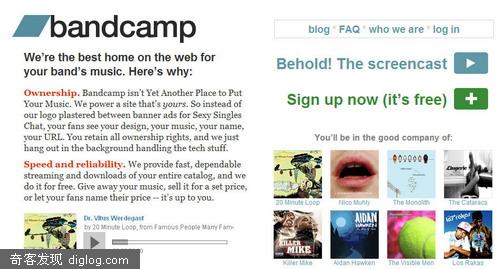 bandcamp
blog * FAQ * who we are * log in
We're the best home on the web for
your band's music. Here's why:
Ownership. Bandcamp isn't Yet Another Place to Put
Your Music. We power a site that's yours. So instead of
our logo plastered between banner ads for Sexy Singles
Chat, your fans see your design, your music, your name,
your URL. You retain all ownership rights, and we just
hang out in the background handling the tech stuff.
Speed and reliability. We provide fast, dependable
streaming and downloads of your entire catalog, and we
do it for free. Give away your music, sell it for a set price,
or let your fans name their price -- it's up to you.
Dr. Vitus Werdegast
by 20 Minute Loop, from Famous People Marry Fam
Behold! The screencast
Sign up now (it's free)
You'll be in the good company of:
20 Minute Loop
Nico Muhly
The Monolith
The Cataracs
KILLER
MIKE
AIDAN
HAWKEN
Killer Mike
Aidan Hawken
The Visible Men
Los Rakas
奇客发现 diglog.com